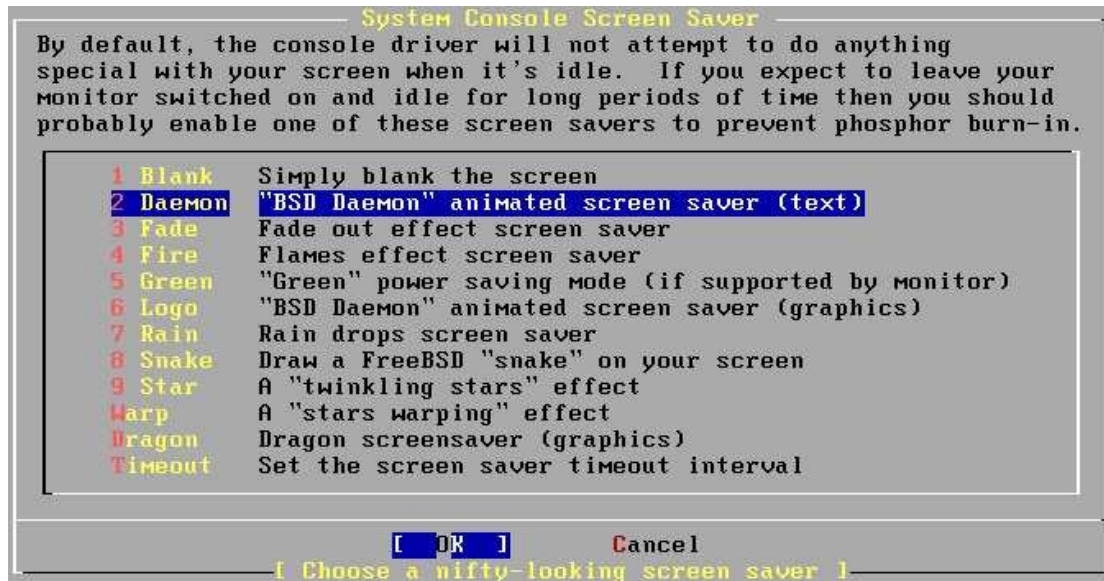 System Console Screen Saver
By default, the console driver will not attempt to do anything
special with your screen when it's idle.  If you expect to leave your
monitor switched on and idle for long periods of time then you should
probably enable one of these screen savers to prevent phosphor burn-in.
1 Blank    Simply blank the screen
2 Daemon   "BSD Daemon" animated screen saver (text)
3 Fade     Fade out effect screen saver
4 Fire     Flames effect screen saver
5 Green    "Green" power saving mode (if supported by monitor)
6 Logo     "BSD Daemon" animated screen saver (graphics)
7 Rain     Rain drops screen saver
8 Snake    Draw a FreeBSD "snake" on your screen
9 Star     A "twinkling stars" effect
Warp       A "stars warping" effect
Dragon     Dragon screensaver (graphics)
Timeout    Set the screen saver timeout interval
[  OK  ]       Cancel
[ Choose a nifty-looking screen saver ]